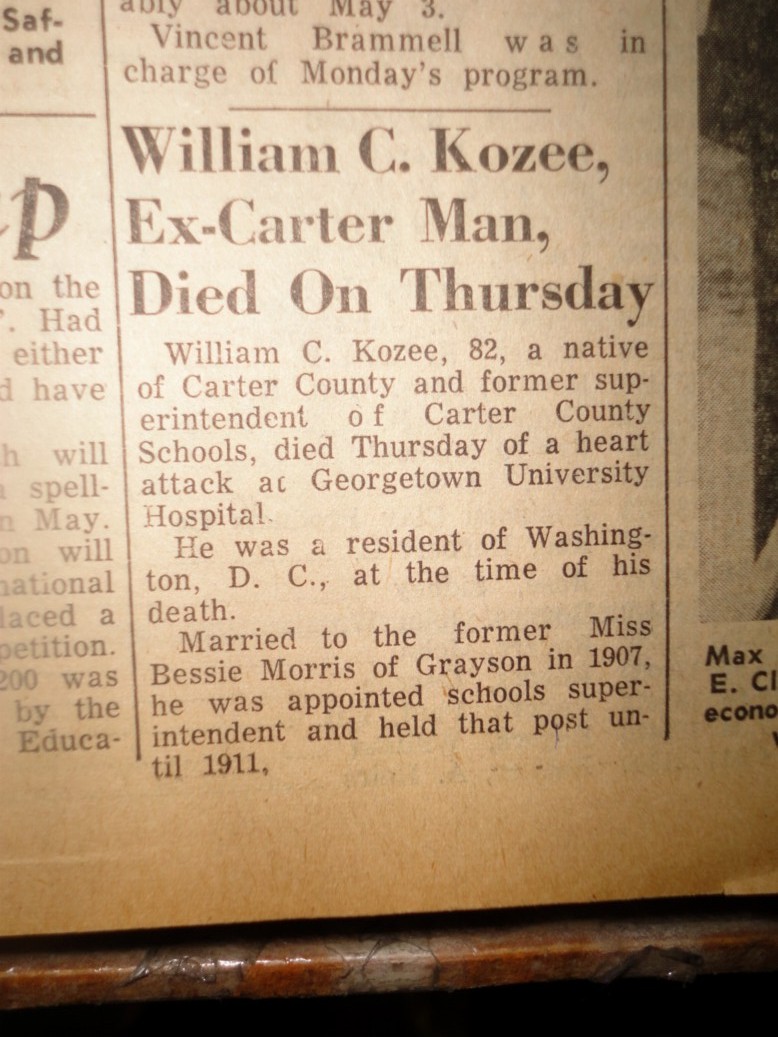 Saf-
and
p
on the
'. Had
either
d have
h will
spell-
n May.
on will
national
laced a
petition.
200 was
by the
Educa-
ably about May 3.
Vincent Brammell was in
charge of Monday's program.
William C. Kozee,
Ex-Carter Man,
Died On Thursday
William C. Kozee, 82, a native
of Carter County and former sup-
erintendent of Carter County
Schools, died Thursday of a heart
attack at Georgetown University
Hospital.
He was a resident of Washing-
ton, D. C., at the time of his
death.
Married to the former Miss
Bessie Morris of Grayson in 1907,
he was appointed schools super-
intendent and held that post un-
til 1911,
Max
E. Cl
econo